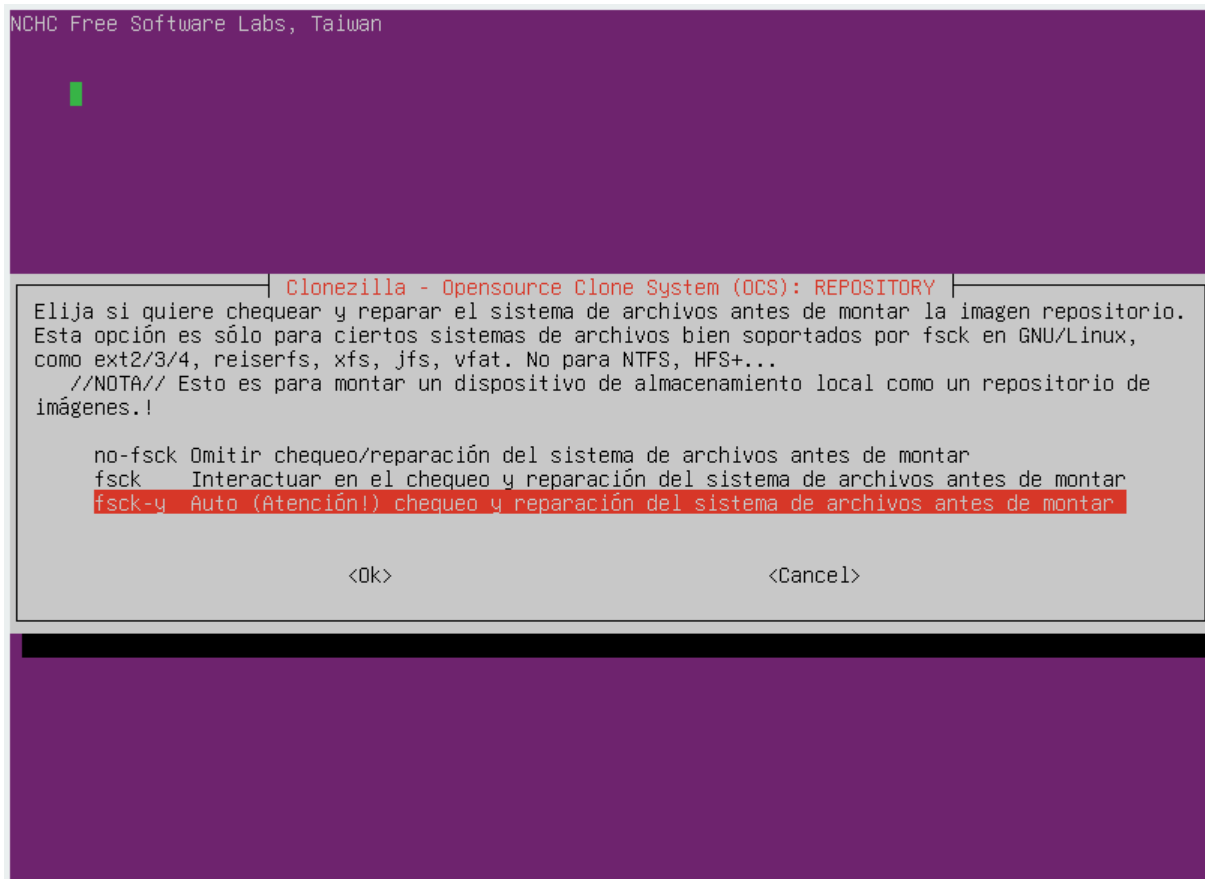 NCHC Free Software Labs, Taiwan
Clonezilla - Opensource Clone System (OCS): REPOSITORY
Elija si quiere chequear y reparar el sistema de archivos antes de montar la imagen repositorio.
Esta opción es sólo para ciertos sistemas de archivos bien soportados por fsck en GNU/Linux,
como ext2/3/4, reiserfs, xfs, jfs, vfat. No para NTFS, HFS+...
//NOTA// Esto es para montar un dispositivo de almacenamiento local como un repositorio de
imágenes.!
no-fsck Omitir chequeo/reparación del sistema de archivos antes de montar
fsck Interactuar en el chequeo y reparación del sistema de archivos antes de montar
fsck-y Auto (Atención!) chequeo y reparación del sistema de archivos antes de montar
<Ok> <Cancel>